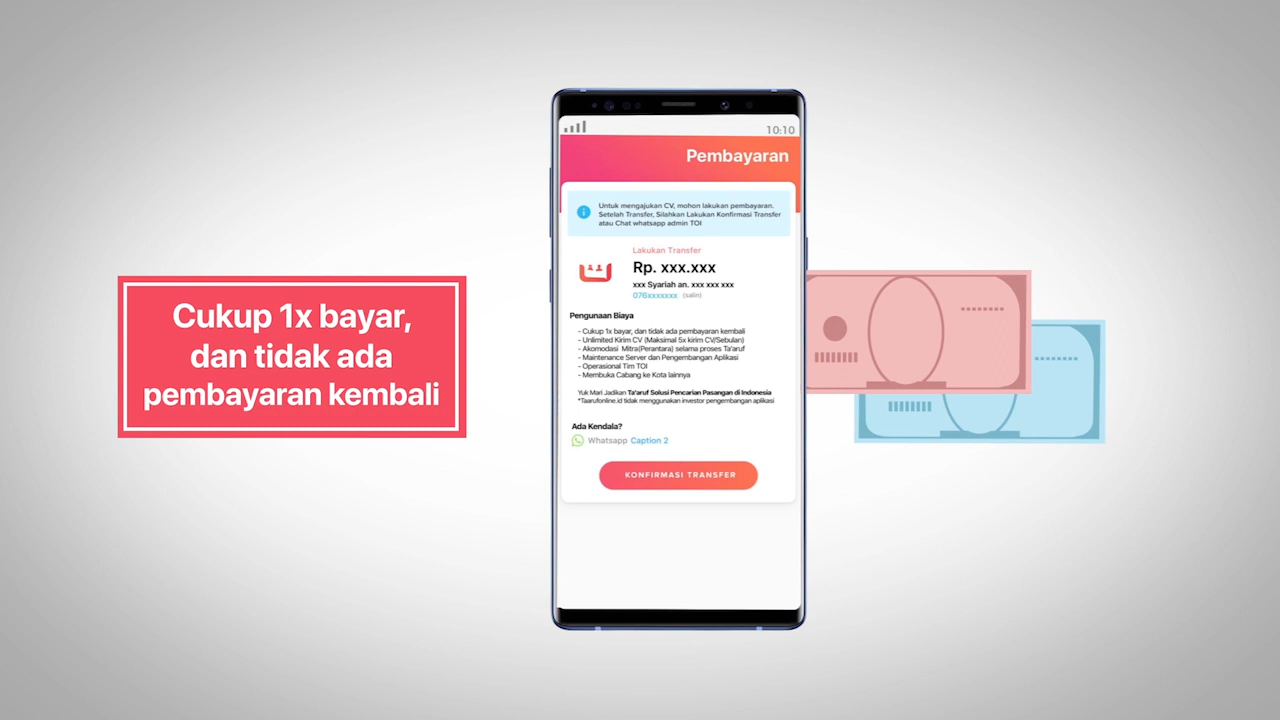 Cukup 1x bayar,
dan tidak ada
pembayaran kembali
10:10
Pembayaran
Untuk mengajukan CV, mohon lakukan pembayaran.
Setelah Transfer, Silahkan Lakukan Konfirmasi Transfer
atau Chat whatsapp admin TOI
Lakukan Transfer
Rp. xxx.xxx
xxx Syariah an. xxx xxx xxx
076xxxxxxx (salin)
Pengunaan Biaya
- Cukup 1x bayar, dan tidak ada pembayaran kembali
- Unlimited Kirim CV (Maksimal 5x kirim CV/Sebulan)
- Akomodasi Mitra(Perantara) selama proses Ta'aruf
- Maintenance Server dan Pengembangan Aplikasi
- Operasional Tim TOI
- Membuka Cabang ke Kota lainnya
Yuk Mari Jadikan Ta'aruf Solusi Pencarian Pasangan di Indonesia
*Taarufonline.id tidak menggunakan investor pengembangan aplikasi
Ada Kendala?
Whatsapp Caption 2
KONFIRMASI TRANSFER